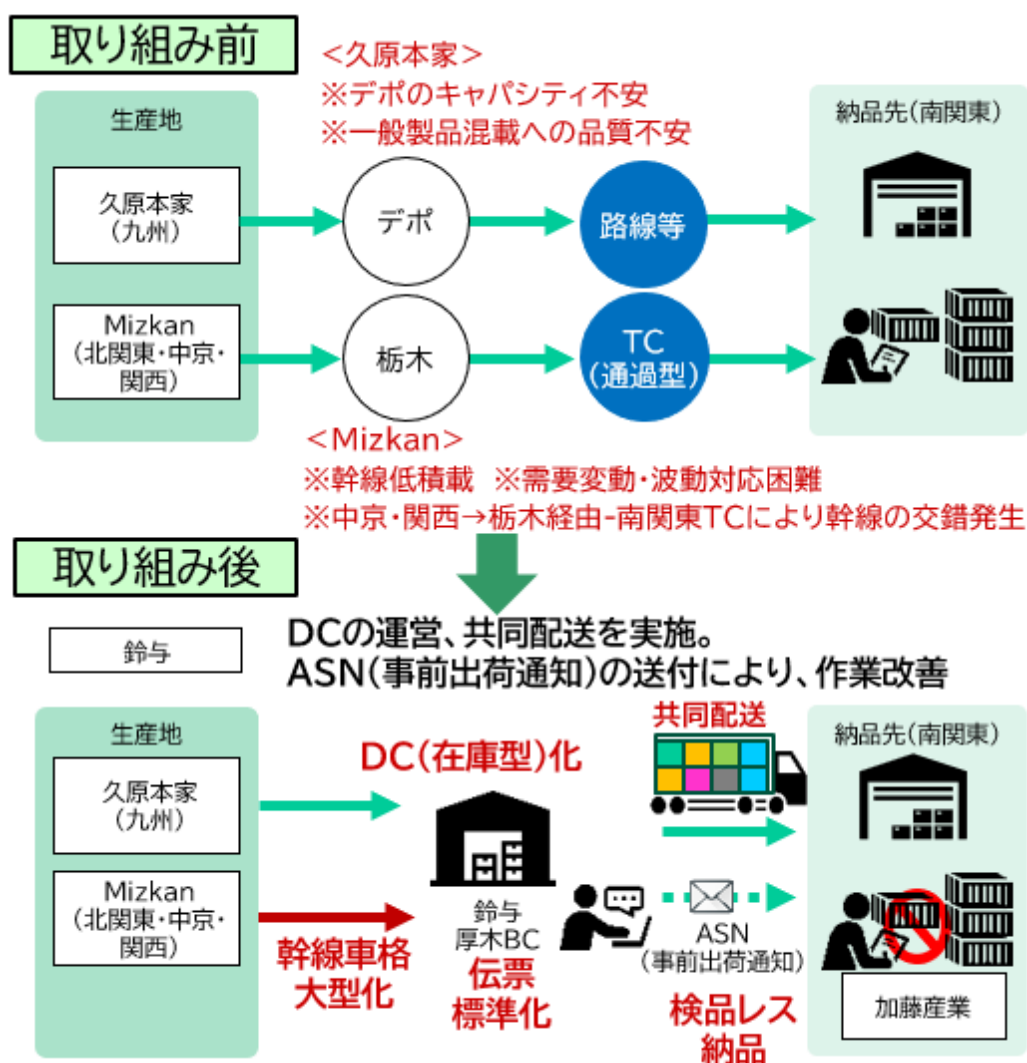 取り組み前
<久原本家>
※デポのキャパシティ不安
※一般製品混載への品質不安
生産地
納品先(南関東)
久原本家
(九州)
デポ
路線等
Mizkan
(北関東・中京・
関西)
栃木
TC
(通過型)
<Mizkan>
※幹線低積載 ※需要変動・波動対応困難
※中京・関西→栃木経由-南関東TCにより幹線の交錯発生
取り組み後
鈴与
DCの運営、共同配送を実施。
ASN(事前出荷通知)の送付により、作業改善
生産地
共同配送
納品先(南関東)
DC(在庫型)化
久原本家
(九州)
Mizkan
(北関東・中京・
関西)
幹線車格
大型化
鈴与
厚木BC
伝票
標準化
ASN
(事前出荷通知)
検品レス
納品
加藤産業